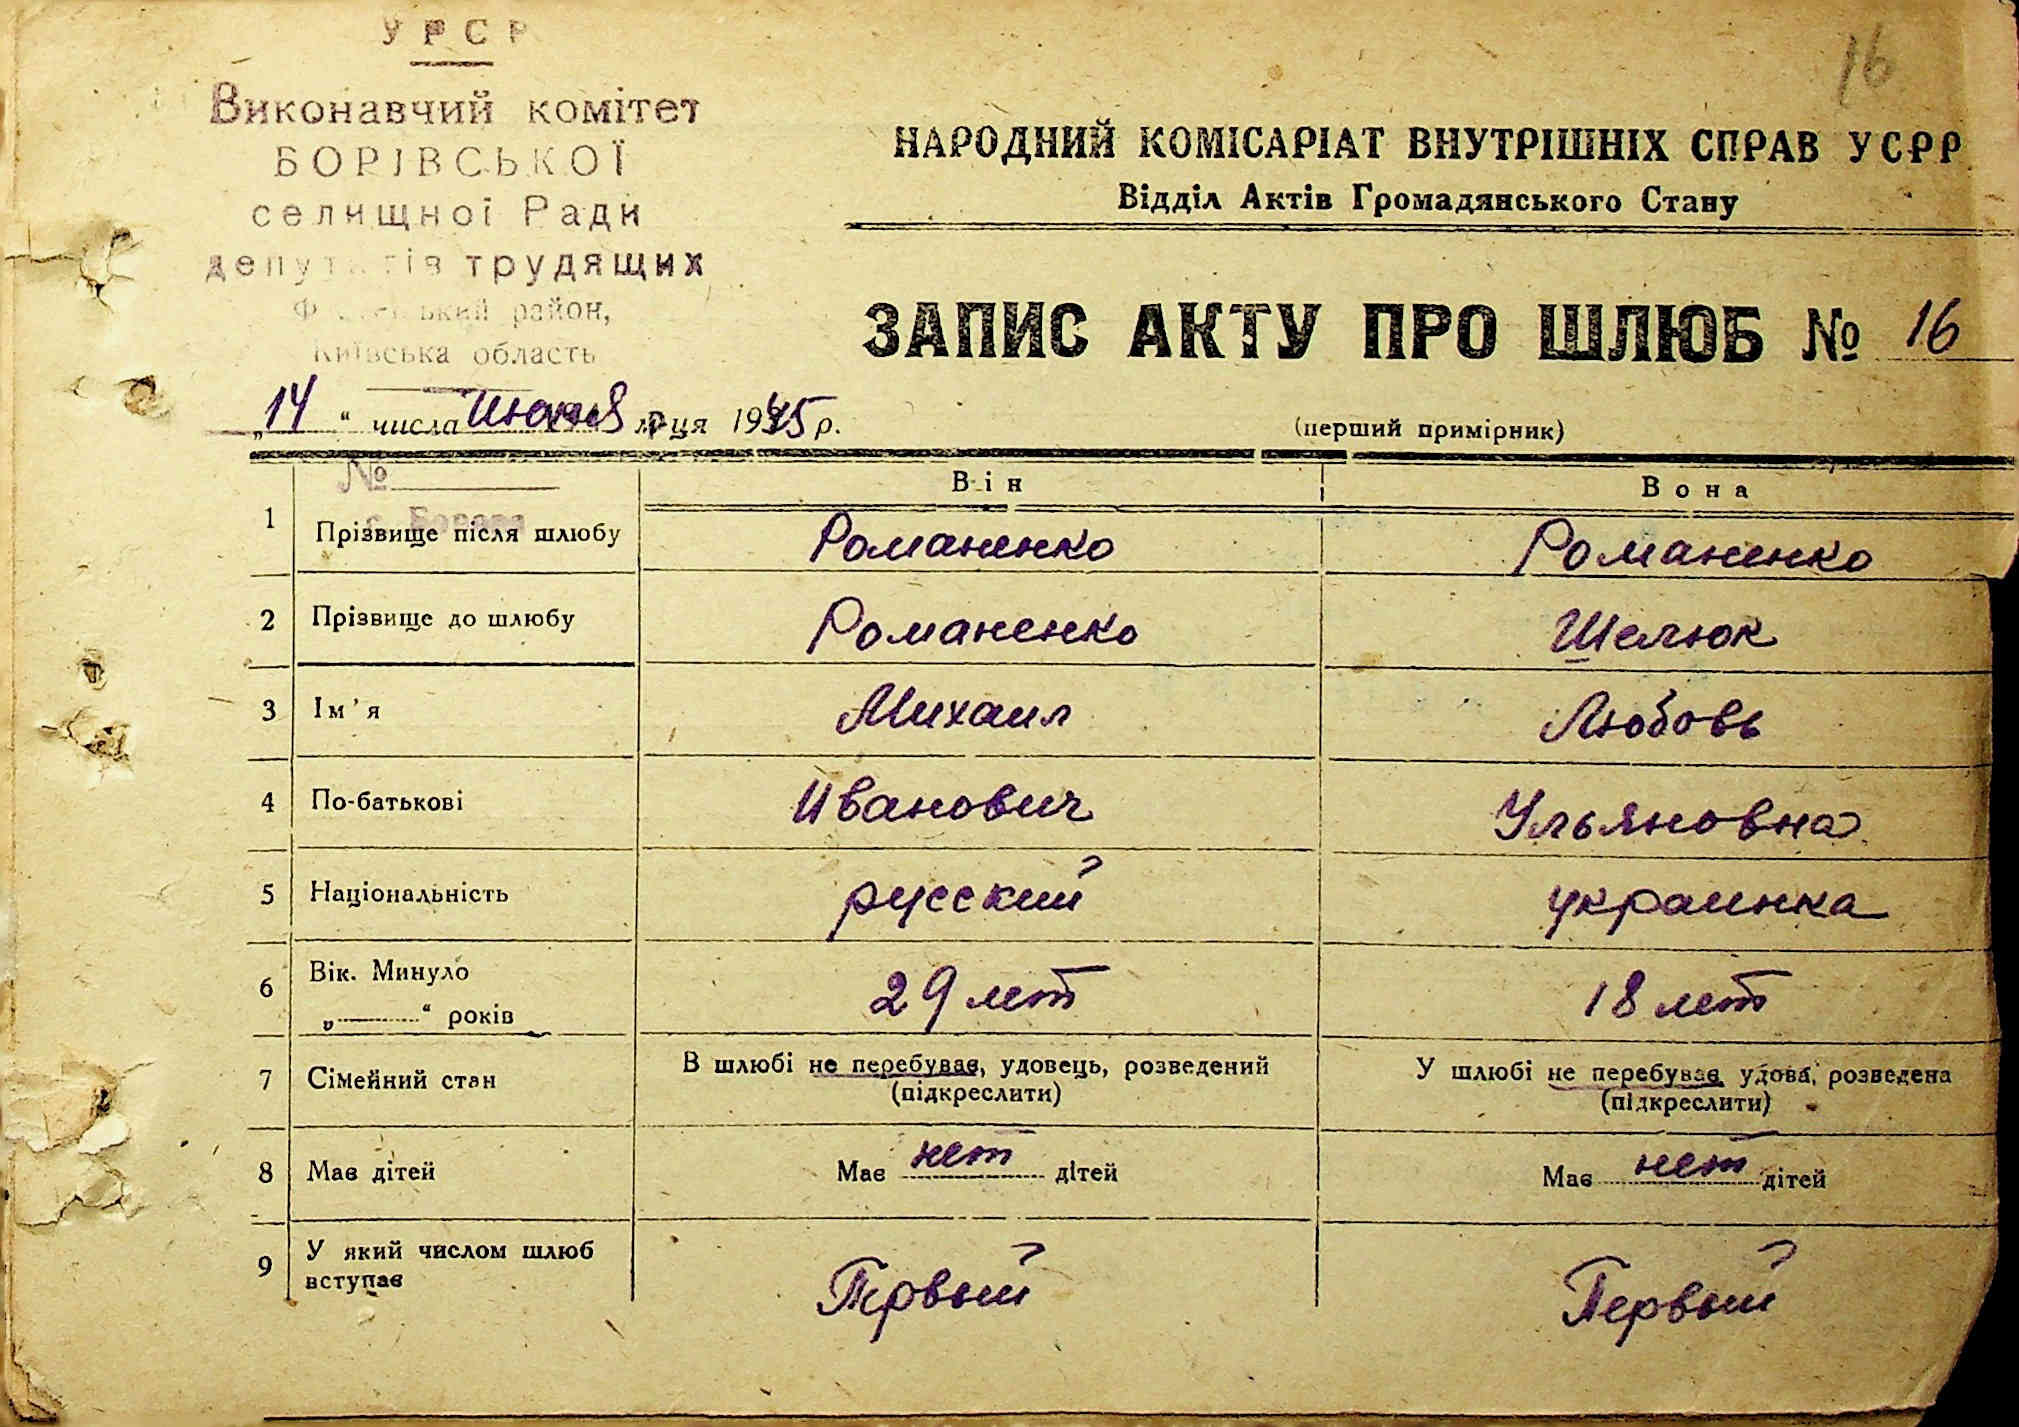 УРСР
16
Виконавчий комітет
БОРІВСЬКОЇ
селищної Ради
депутатів трудящих
район,
Київська область
НАРОДНИЙ КОМІСАРІАТ ВНУТРІШНІХ СПРАВ УСРР
Відділ Актів Громадянського Стану
ЗАПИС АКТУ ПРО ШЛЮБ № 16
„14“ числа м-ця 1945 р.
(перший примірник)
№
Він Вона
1 Прізвище після шлюбу Романенко Романенко
2 Прізвище до шлюбу Романенко Шелюк
3 Ім'я Михаил Любовь
4 По-батькові Иванович Ульяновна
5 Національність русский украинка
6 Вік. Минуло „ “ років 29 лет 18 лет
7 Сімейний стан В шлюбі не перебуває, удовець, розведений (підкреслити) У шлюбі не перебуває удова, розведена (підкреслити)
8 Має дітей Має нет дітей Має нет дітей
9 У який числом шлюб вступає Первый Первый